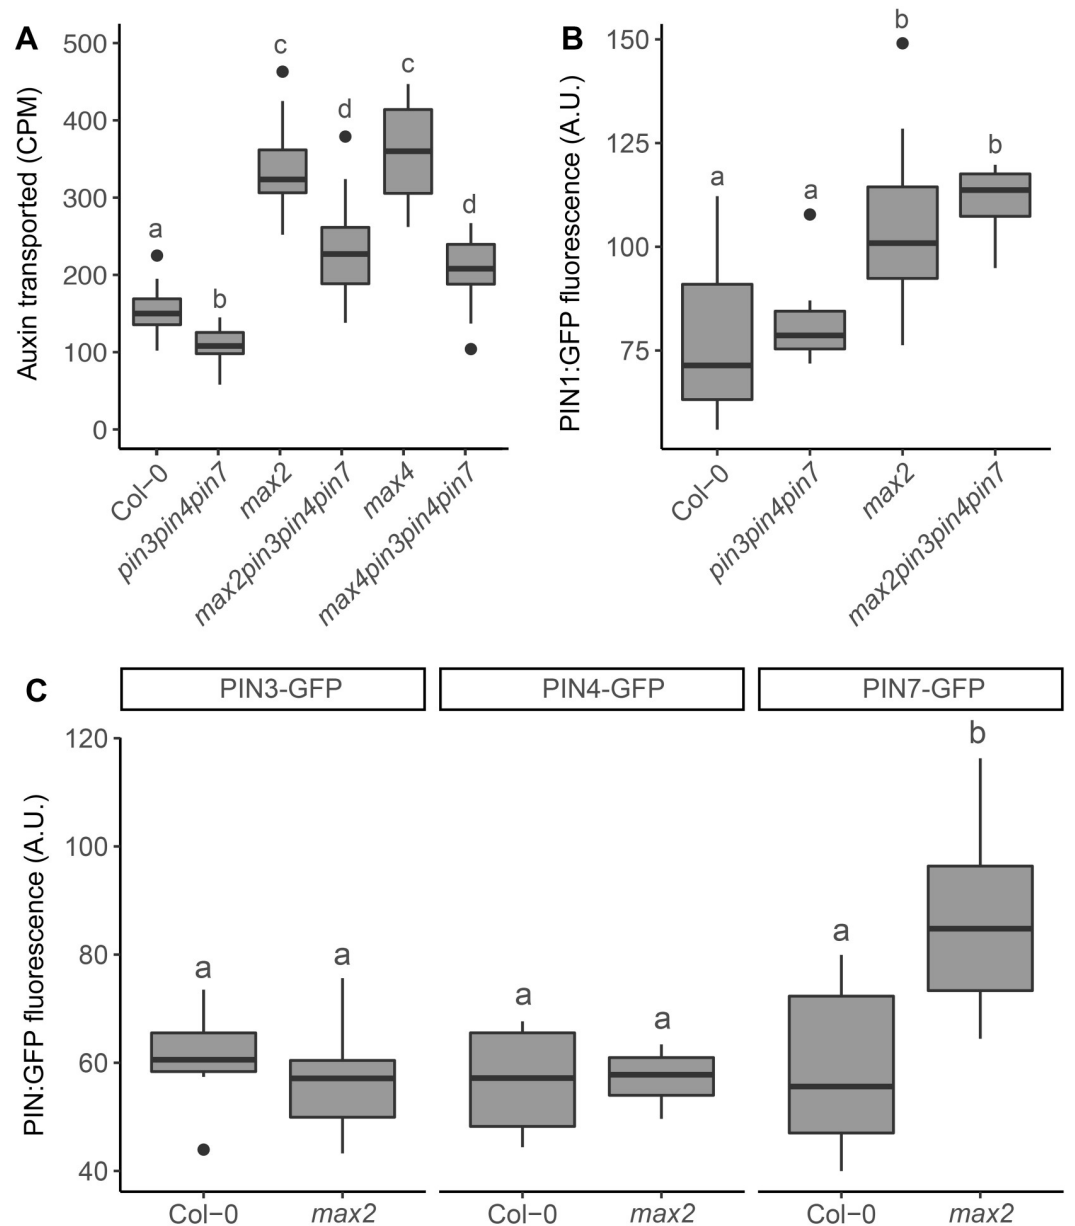 A
Auxin transported (CPM)
500
400
300
200
100
0
a
b
c
d
c
d
Col−0
pin3pin4pin7
max2
max2pin3pin4pin7
max4
max4pin3pin4pin7
B
PIN1:GFP fluorescence (A.U.)
150
125
100
75
a
a
b
b
Col−0
pin3pin4pin7
max2
max2pin3pin4pin7
C
PIN3-GFP
PIN4-GFP
PIN7-GFP
PIN:GFP fluorescence (A.U.)
120
100
80
60
40
a
a
a
a
a
b
Col−0
max2
Col−0
max2
Col−0
max2